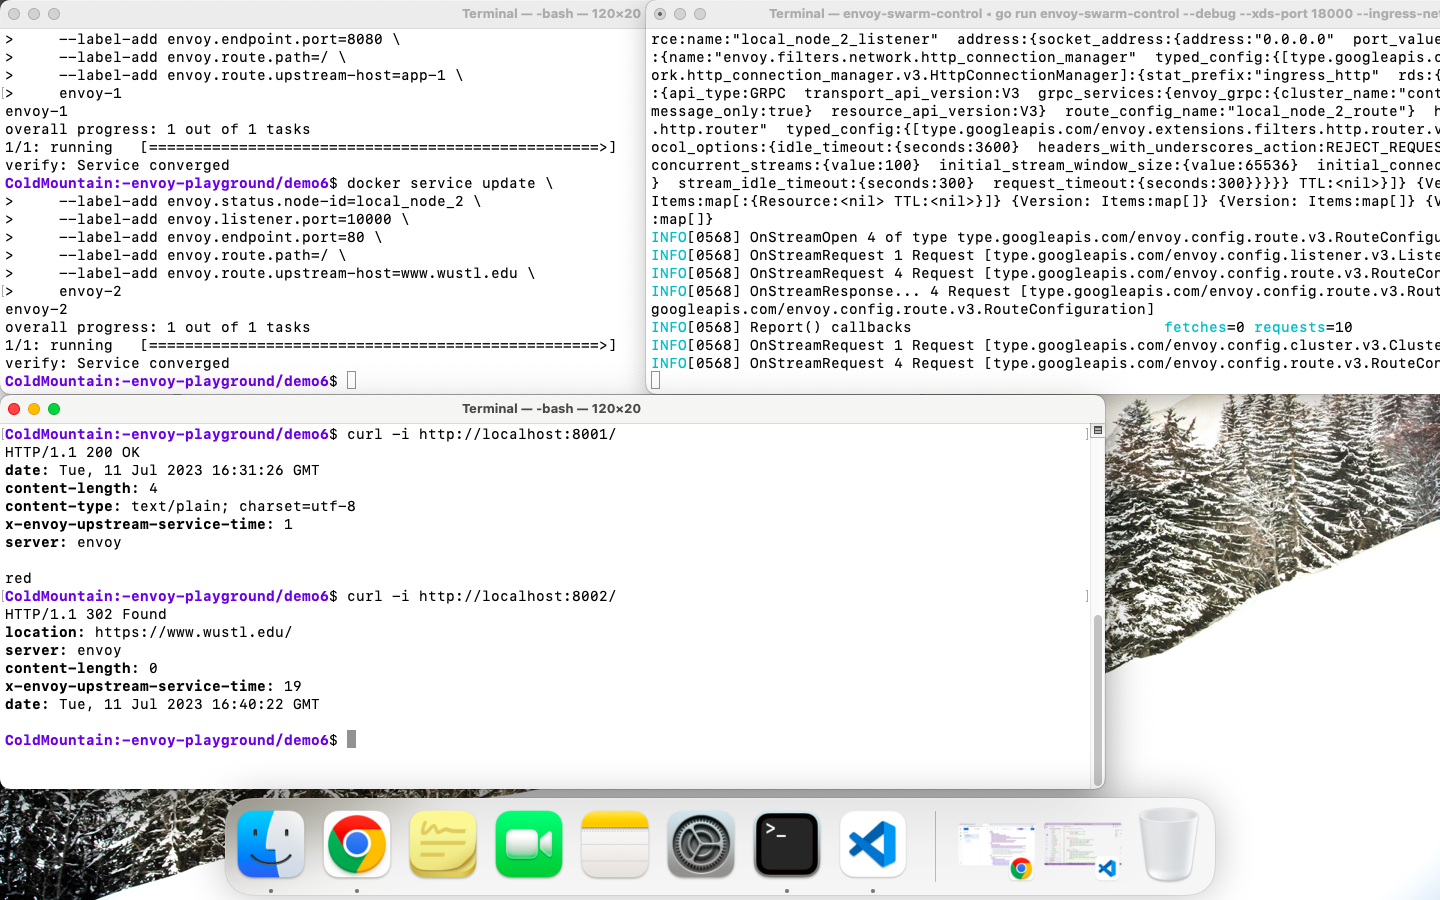 Terminal — -bash — 120×20
>     --label-add envoy.endpoint.port=8080 \
>     --label-add envoy.route.path=/ \
>     --label-add envoy.route.upstream-host=app-1 \
[>     envoy-1
envoy-1
overall progress: 1 out of 1 tasks
1/1: running   [==================================================>]
verify: Service converged
ColdMountain:~envoy-playground/demo6$ docker service update \
>     --label-add envoy.status.node-id=local_node_2 \
>     --label-add envoy.listener.port=10000 \
>     --label-add envoy.endpoint.port=80 \
>     --label-add envoy.route.path=/ \
>     --label-add envoy.route.upstream-host=www.wustl.edu \
[>     envoy-2
envoy-2
overall progress: 1 out of 1 tasks
1/1: running   [==================================================>]
verify: Service converged
ColdMountain:~envoy-playground/demo6$
Terminal — envoy-swarm-control ◂ go run envoy-swarm-control --debug --xds-port 18000 --ingress-net
rce:name:"local_node_2_listener"  address:{socket_address:{address:"0.0.0.0"  port_value
:{name:"envoy.filters.network.http_connection_manager"  typed_config:{[type.googleapis.c
ork.http_connection_manager.v3.HttpConnectionManager]:{stat_prefix:"ingress_http"  rds:{
:{api_type:GRPC  transport_api_version:V3  grpc_services:{envoy_grpc:{cluster_name:"cont
message_only:true}  resource_api_version:V3}  route_config_name:"local_node_2_route"}  h
.http.router"  typed_config:{[type.googleapis.com/envoy.extensions.filters.http.router.v
ocol_options:{idle_timeout:{seconds:3600}  headers_with_underscores_action:REJECT_REQUES
concurrent_streams:{value:100}  initial_stream_window_size:{value:65536}  initial_connec
}  stream_idle_timeout:{seconds:300}  request_timeout:{seconds:300}}}}} TTL:<nil>}]} {Ve
Items:map[:{Resource:<nil> TTL:<nil>}]} {Version: Items:map[]} {Version: Items:map[]} {V
:map[]}
INFO[0568] OnStreamOpen 4 of type type.googleapis.com/envoy.config.route.v3.RouteConfigu
INFO[0568] OnStreamRequest 1 Request [type.googleapis.com/envoy.config.listener.v3.Liste
INFO[0568] OnStreamRequest 4 Request [type.googleapis.com/envoy.config.route.v3.RouteCon
INFO[0568] OnStreamResponse... 4 Request [type.googleapis.com/envoy.config.route.v3.Rout
googleapis.com/envoy.config.route.v3.RouteConfiguration]
INFO[0568] Report() callbacks                            fetches=0 requests=10
INFO[0568] OnStreamRequest 1 Request [type.googleapis.com/envoy.config.cluster.v3.Cluste
INFO[0568] OnStreamRequest 4 Request [type.googleapis.com/envoy.config.route.v3.RouteCon
Terminal — -bash — 120×20
[ColdMountain:~envoy-playground/demo6$ curl -i http://localhost:8001/ ]
HTTP/1.1 200 OK
date: Tue, 11 Jul 2023 16:31:26 GMT
content-length: 4
content-type: text/plain; charset=utf-8
x-envoy-upstream-service-time: 1
server: envoy
red
[ColdMountain:~envoy-playground/demo6$ curl -i http://localhost:8002/ ]
HTTP/1.1 302 Found
location: https://www.wustl.edu/
server: envoy
content-length: 0
x-envoy-upstream-service-time: 19
date: Tue, 11 Jul 2023 16:40:22 GMT
ColdMountain:~envoy-playground/demo6$
>_